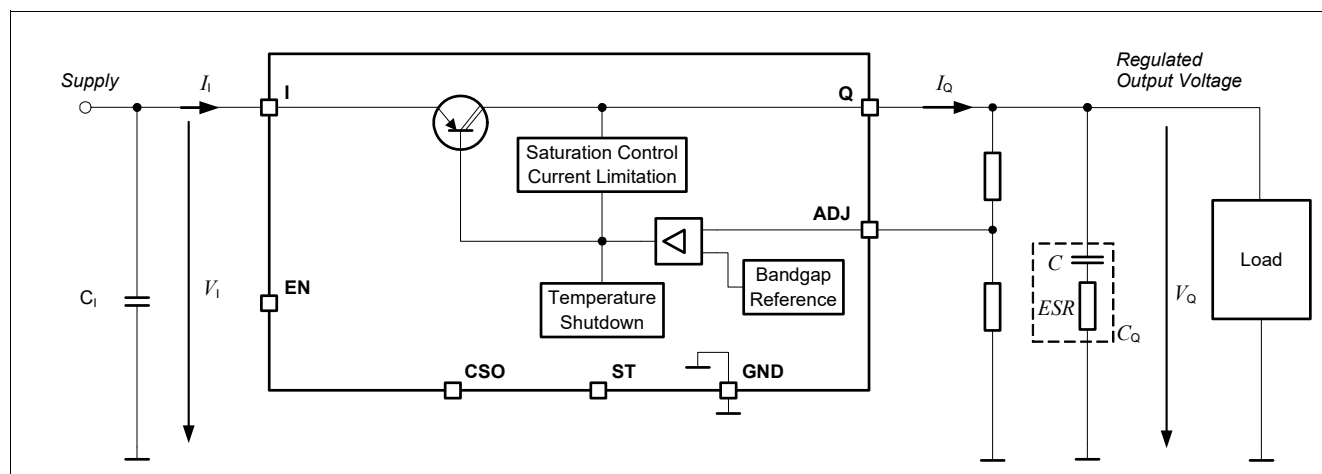 Supply
I_I
I
Q
I_Q
Regulated
Output Voltage
Saturation Control
Current Limitation
ADJ
Bandgap
Reference
Temperature
Shutdown
C_I
V_I
EN
C
ESR
C_Q
V_Q
Load
CSO
ST
GND